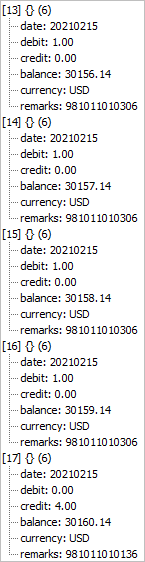 [13] {} (6)
date: 20210215
debit: 1.00
credit: 0.00
balance: 30156.14
currency: USD
remarks: 981011010306
[14] {} (6)
date: 20210215
debit: 1.00
credit: 0.00
balance: 30157.14
currency: USD
remarks: 981011010306
[15] {} (6)
date: 20210215
debit: 1.00
credit: 0.00
balance: 30158.14
currency: USD
remarks: 981011010306
[16] {} (6)
date: 20210215
debit: 1.00
credit: 0.00
balance: 30159.14
currency: USD
remarks: 981011010306
[17] {} (6)
date: 20210215
debit: 0.00
credit: 4.00
balance: 30160.14
currency: USD
remarks: 981011010136